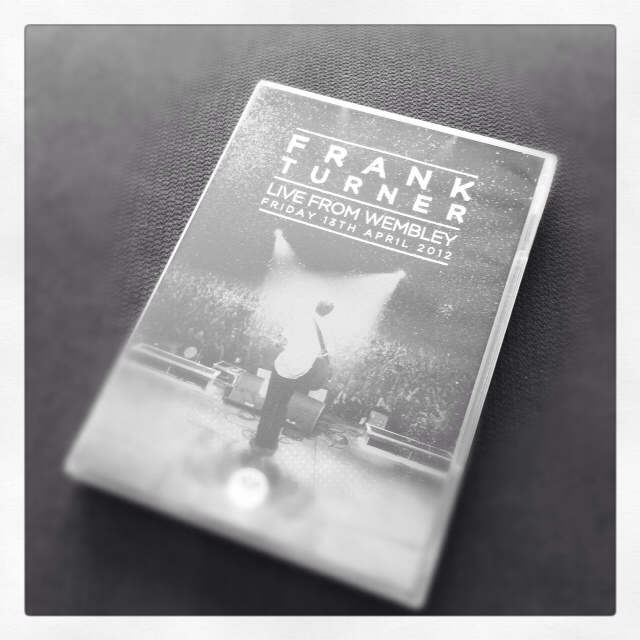 FRANK
TURNER
LIVE FROM WEMBLEY
FRIDAY 13TH APRIL 2012